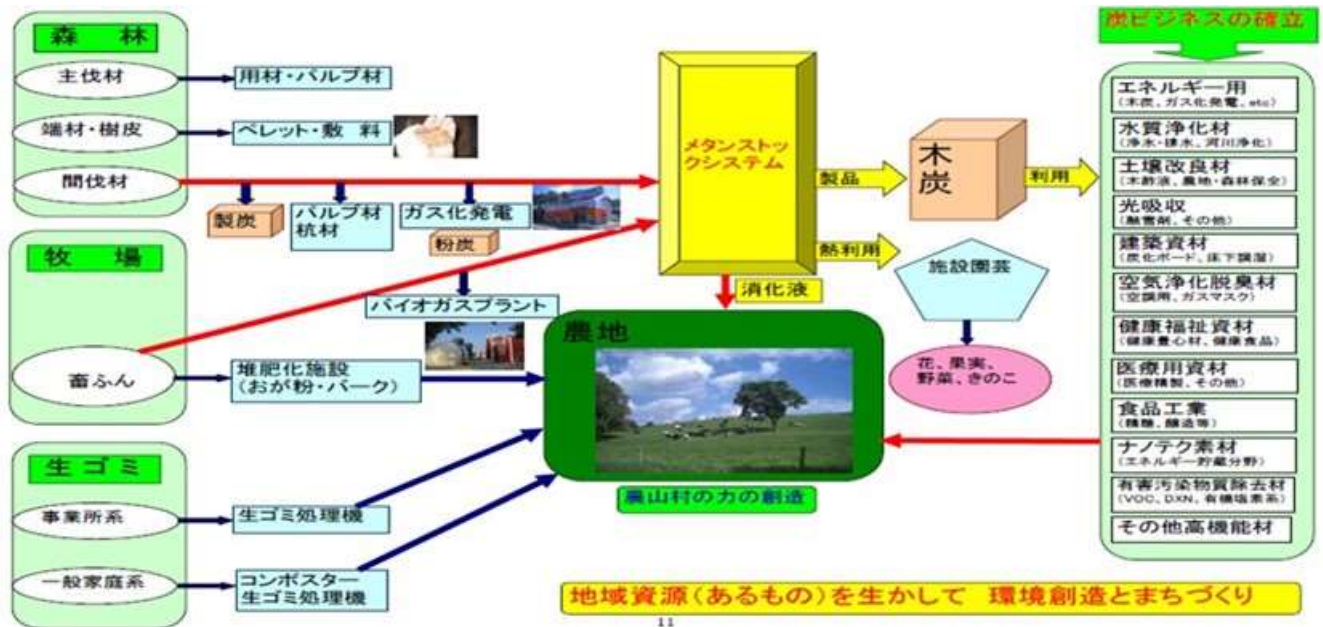 森 林
主伐材
用材・パルプ材
端材・樹皮
ペレット・敷 料
間伐材
製炭
パルプ材
杭材
ガス化発電
粉炭
牧 場
バイオガスプラント
畜ふん
堆肥化施設
(おが粉・バーク)
生ゴミ
事業所系
生ゴミ処理機
一般家庭系
コンポスター
生ゴミ処理機
メタンストッ
クシステム
製品
木炭
利用
熱利用
施設園芸
花、果実、
野菜、きのこ
消化液
農地
農山村の力の創造
炭ビジネスの確立
エネルギー用
(木炭、ガス化発電、etc)
水質浄化材
(浄水・排水、河川浄化)
土壌改良材
(木酢液、農地・森林保全)
光吸収
(融雪剤、その他)
建築資材
(炭化ボード、床下調湿)
空気浄化脱臭材
(空調用、ガスマスク)
健康福祉資材
医療用資材
(医療精製、その他)
食品工業
(精糖、醸造等)
ナノテク素材
(エネルギー貯蔵分野)
有害汚染物質除去材
(VOC、DXN、有機塩素系)
その他高機能材
地域資源(あるもの)を生かして 環境創造とまちづくり
11